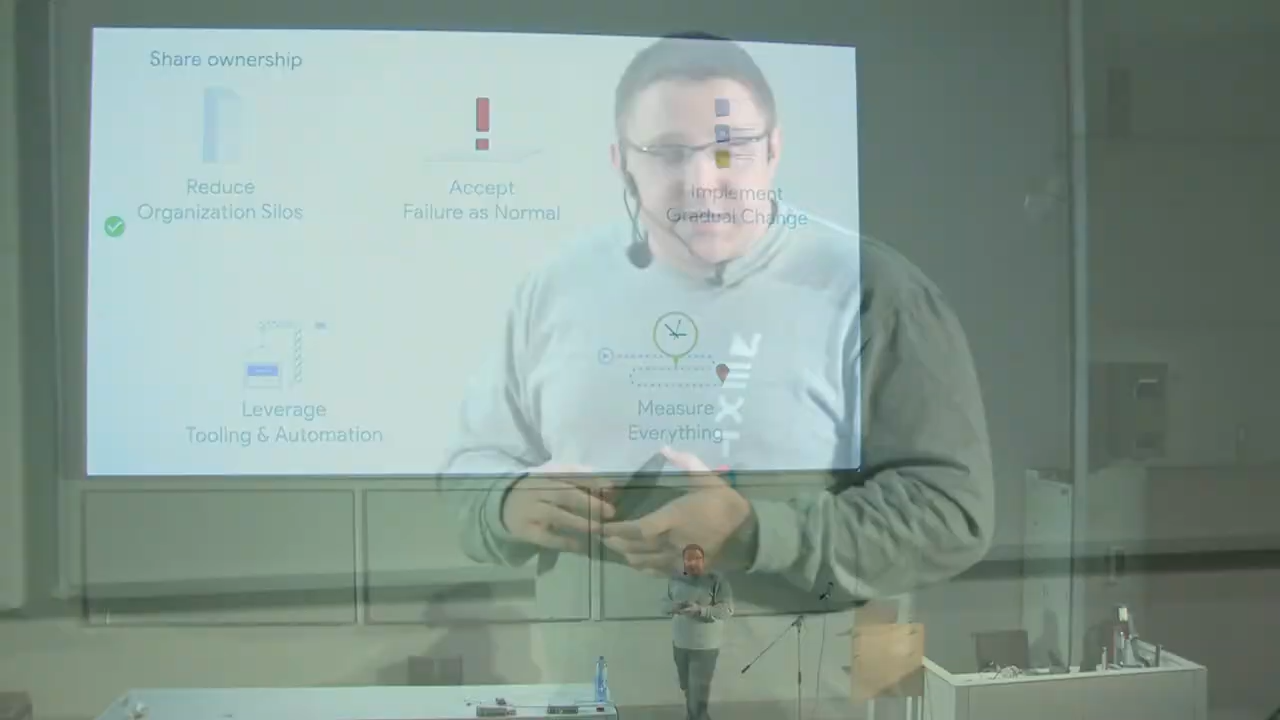 Share ownership
Reduce
Organization Silos
Accept
Failure as Normal
Implement
Gradual Change
Leverage
Tooling & Automation
Measure
Everything